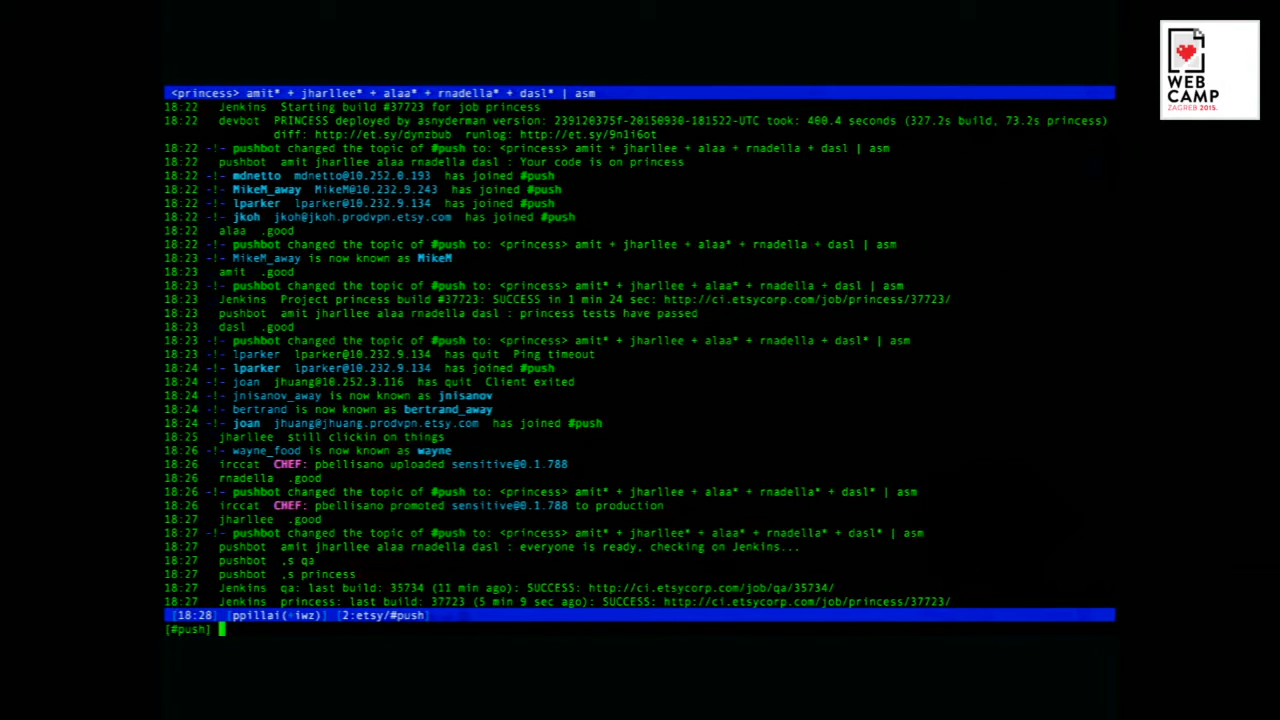 WEB
CAMP
ZAGREB 2015.
<princess> amit* + jharllee* + alaa* + rnadella* + dasl* | asm
18:22 Jenkins Starting build #37723 for job princess
18:22 devbot PRINCESS deployed by asnyderman version: 239120375f-20150930-181522-UTC took: 400.4 seconds (327.2s build, 73.2s princess)
diff: http://et.sy/dynzbub runlog: http://et.sy/9n1i6ot
18:22 -!- pushbot changed the topic of #push to: <princess> amit + jharllee + alaa + rnadella + dasl | asm
18:22 pushbot amit jharllee alaa rnadella dasl : Your code is on princess
18:22 -!- mdnetto mdnetto@10.252.0.193 has joined #push
18:22 -!- MikeM_away MikeM@10.232.9.243 has joined #push
18:22 -!- lparker lparker@10.232.9.134 has joined #push
18:22 -!- jkoh jkoh@jkoh.prodvpn.etsy.com has joined #push
18:22 alaa .good
18:22 -!- pushbot changed the topic of #push to: <princess> amit + jharllee + alaa* + rnadella + dasl | asm
18:23 -!- MikeM_away is now known as MikeM
18:23 amit .good
18:23 -!- pushbot changed the topic of #push to: <princess> amit* + jharllee + alaa* + rnadella + dasl | asm
18:23 Jenkins Project princess build #37723: SUCCESS in 1 min 24 sec: http://ci.etsycorp.com/job/princess/37723/
18:23 pushbot amit jharllee alaa rnadella dasl : princess tests have passed
18:23 dasl .good
18:23 -!- pushbot changed the topic of #push to: <princess> amit* + jharllee + alaa* + rnadella + dasl* | asm
18:23 -!- lparker lparker@10.232.9.134 has quit Ping timeout
18:24 -!- lparker lparker@10.232.9.134 has joined #push
18:24 -!- joan jhuang@10.252.3.116 has quit Client exited
18:24 -!- jnisanov_away is now known as jnisanov
18:24 -!- bertrand is now known as bertrand_away
18:24 -!- joan jhuang@jhuang.prodvpn.etsy.com has joined #push
18:25 jharllee still clickin on things
18:26 -!- wayne_food is now known as wayne
18:26 irccat CHEF: pbellisano uploaded sensitive@0.1.788
18:26 rnadella .good
18:26 -!- pushbot changed the topic of #push to: <princess> amit* + jharllee + alaa* + rnadella* + dasl* | asm
18:26 irccat CHEF: pbellisano promoted sensitive@0.1.788 to production
18:27 jharllee .good
18:27 -!- pushbot changed the topic of #push to: <princess> amit* + jharllee* + alaa* + rnadella* + dasl* | asm
18:27 pushbot amit jharllee alaa rnadella dasl : everyone is ready, checking on Jenkins...
18:27 pushbot ,s qa
18:27 pushbot ,s princess
18:27 Jenkins qa: last build: 35734 (11 min ago): SUCCESS: http://ci.etsycorp.com/job/qa/35734/
18:27 Jenkins princess: last build: 37723 (5 min 9 sec ago): SUCCESS: http://ci.etsycorp.com/job/princess/37723/
[18:28] [ppillai(+iwz)] [2:etsy/#push]
[#push]